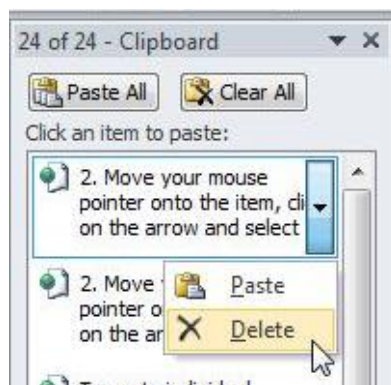 24 of 24 - Clipboard
Paste All Clear All
Click an item to paste:
2. Move your mouse
pointer onto the item, cli
on the arrow and select
2. Move
pointer o
on the ar
Paste
Delete